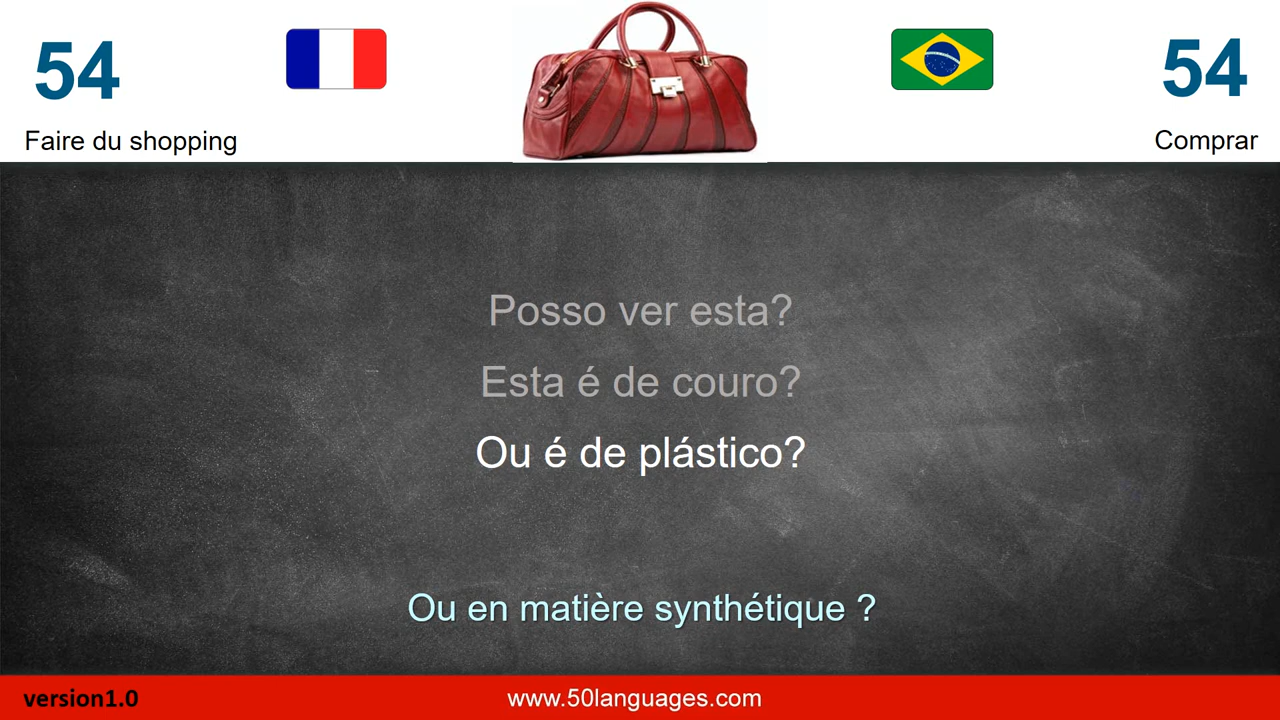 54
54
Faire du shopping
Comprar
Posso ver esta?
Esta é de couro?
Ou é de plástico?
Ou en matière synthétique ?
version1.0
www.50languages.com